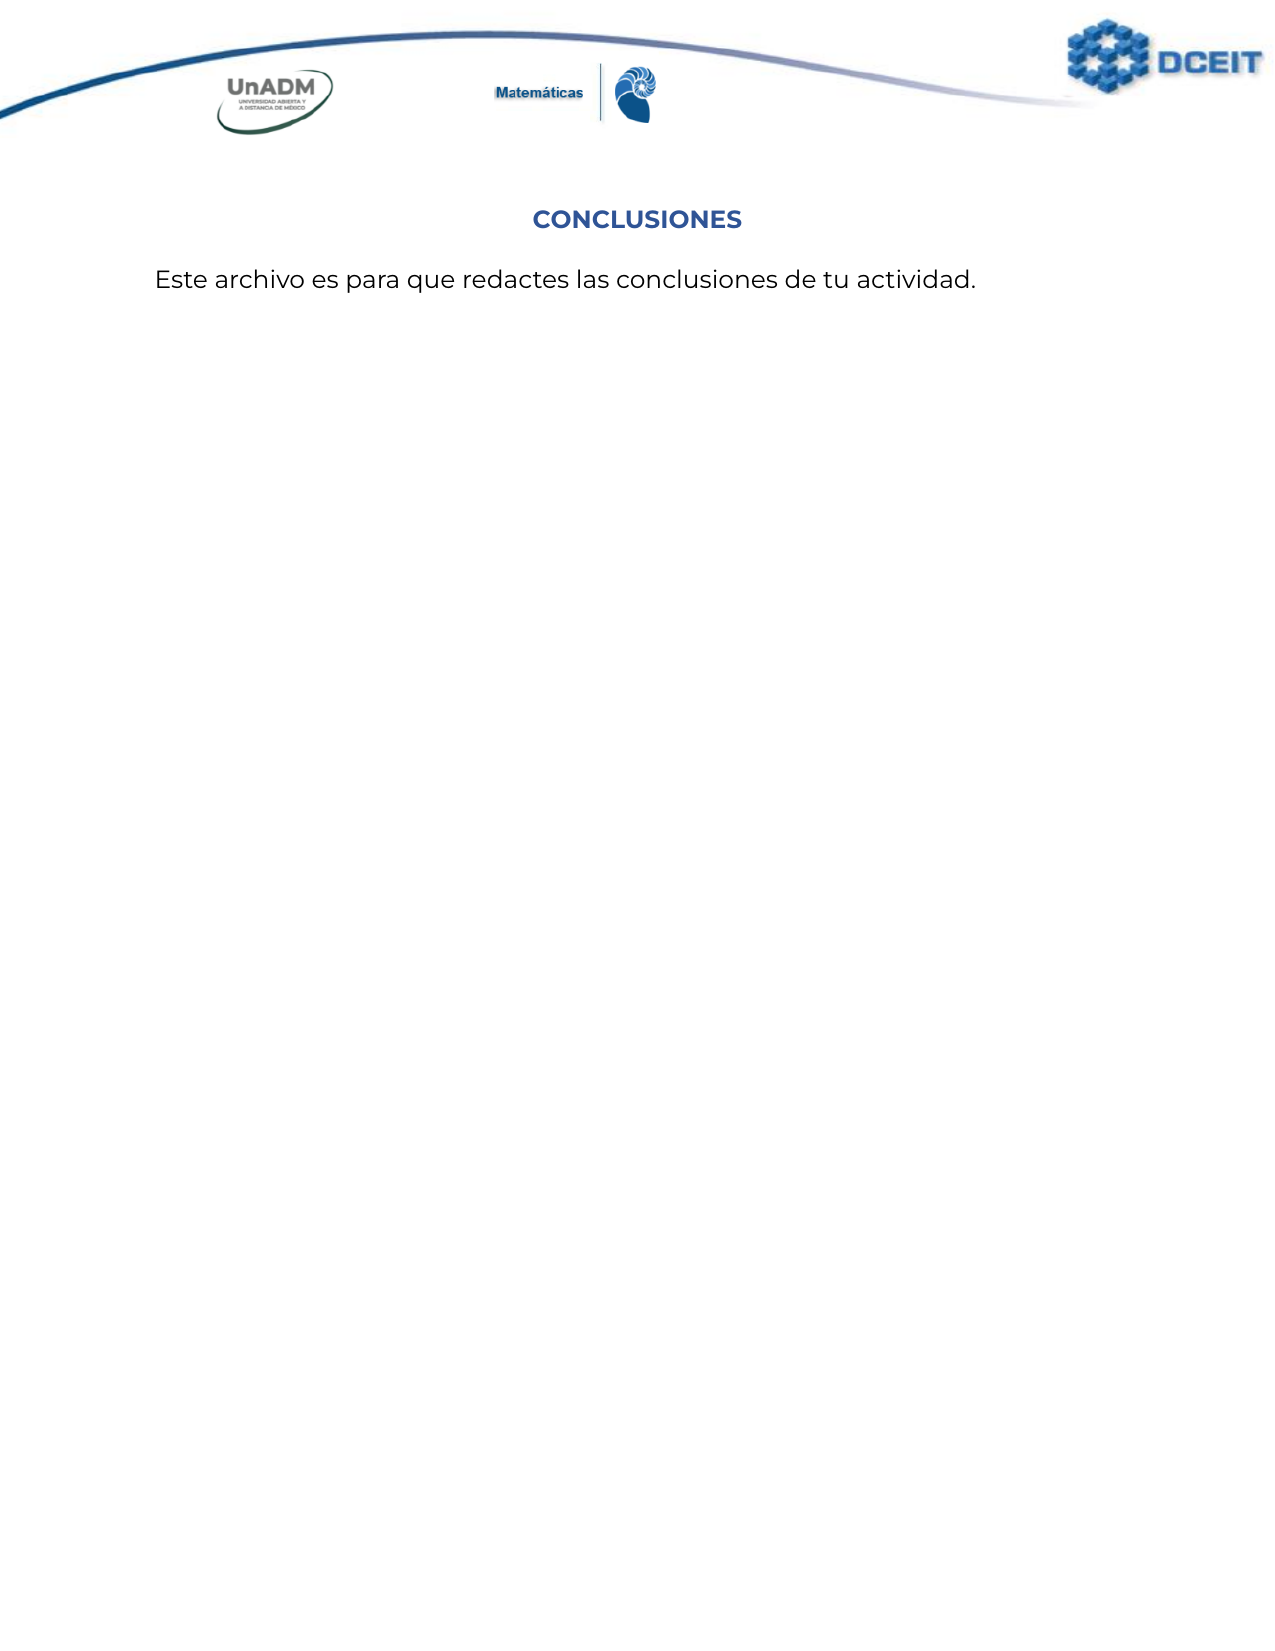 DCEIT
UnADM
UNIVERSIDAD ABIERTA Y
A DISTANCIA DE MÉXICO
Matemáticas
CONCLUSIONES
Este archivo es para que redactes las conclusiones de tu actividad.